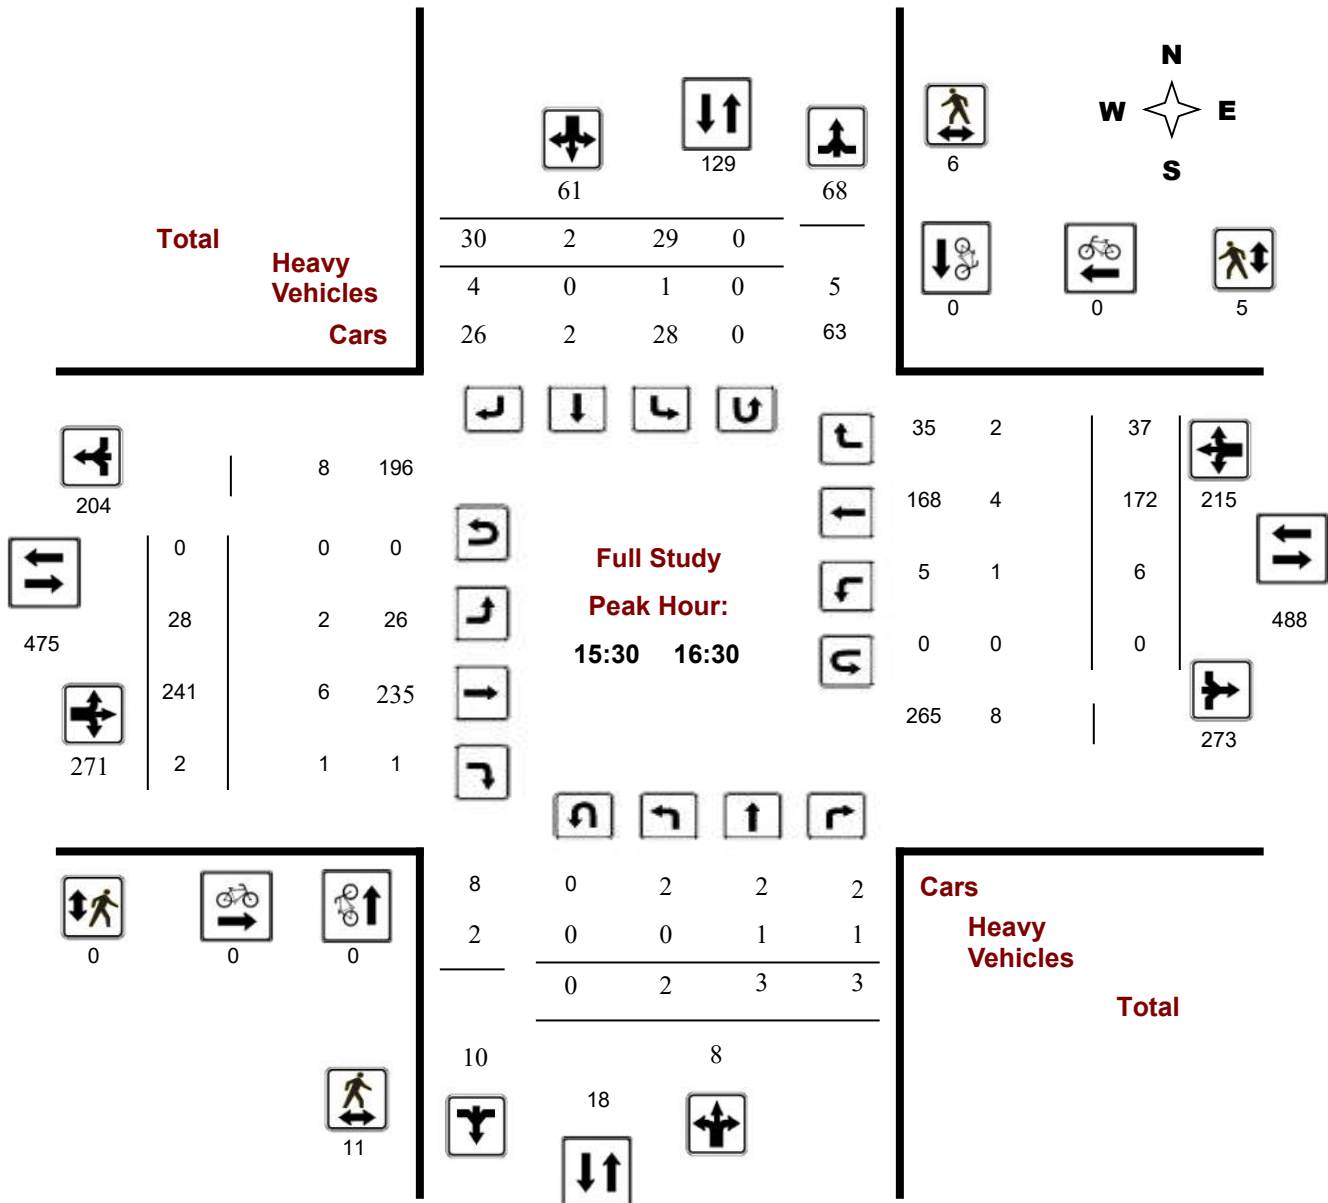 N
W E
S
129 6
61 68
Total 30 2 29 0
Heavy
Vehicles 4 0 1 0 5
Cars 26 2 28 0 63
0 0 5
35 2 37
8 196
204 168 4 172 215
0 0 0
Full Study
5 1 6
Peak Hour:
28 2 26 488
475 15:30 16:30 0 0 0
241 6 235
265 8 273
271 2 1 1
8 0 2 2 2 Cars
2 0 0 1 1 Heavy
Vehicles
0 0 0
0 2 3 3
Total
10 8
18
11